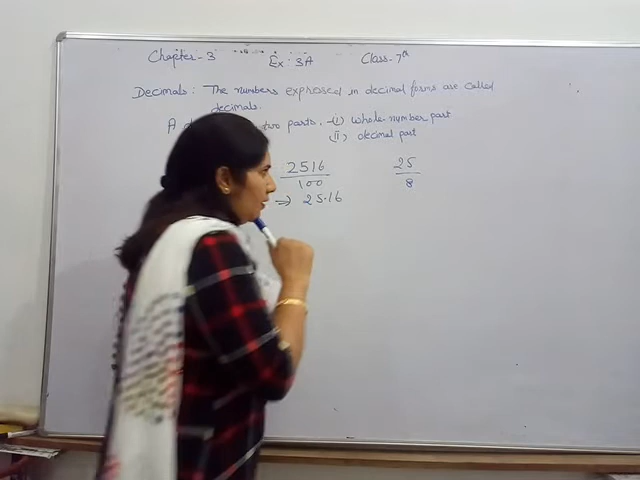 Chapter-3 Ex: 3A Class-7th
Decimals: The numbers expressed in decimal forms are called
decimals.
A two parts. (i) whole number part
(ii) decimal part
2516/100 25/8
⇒ 25.16